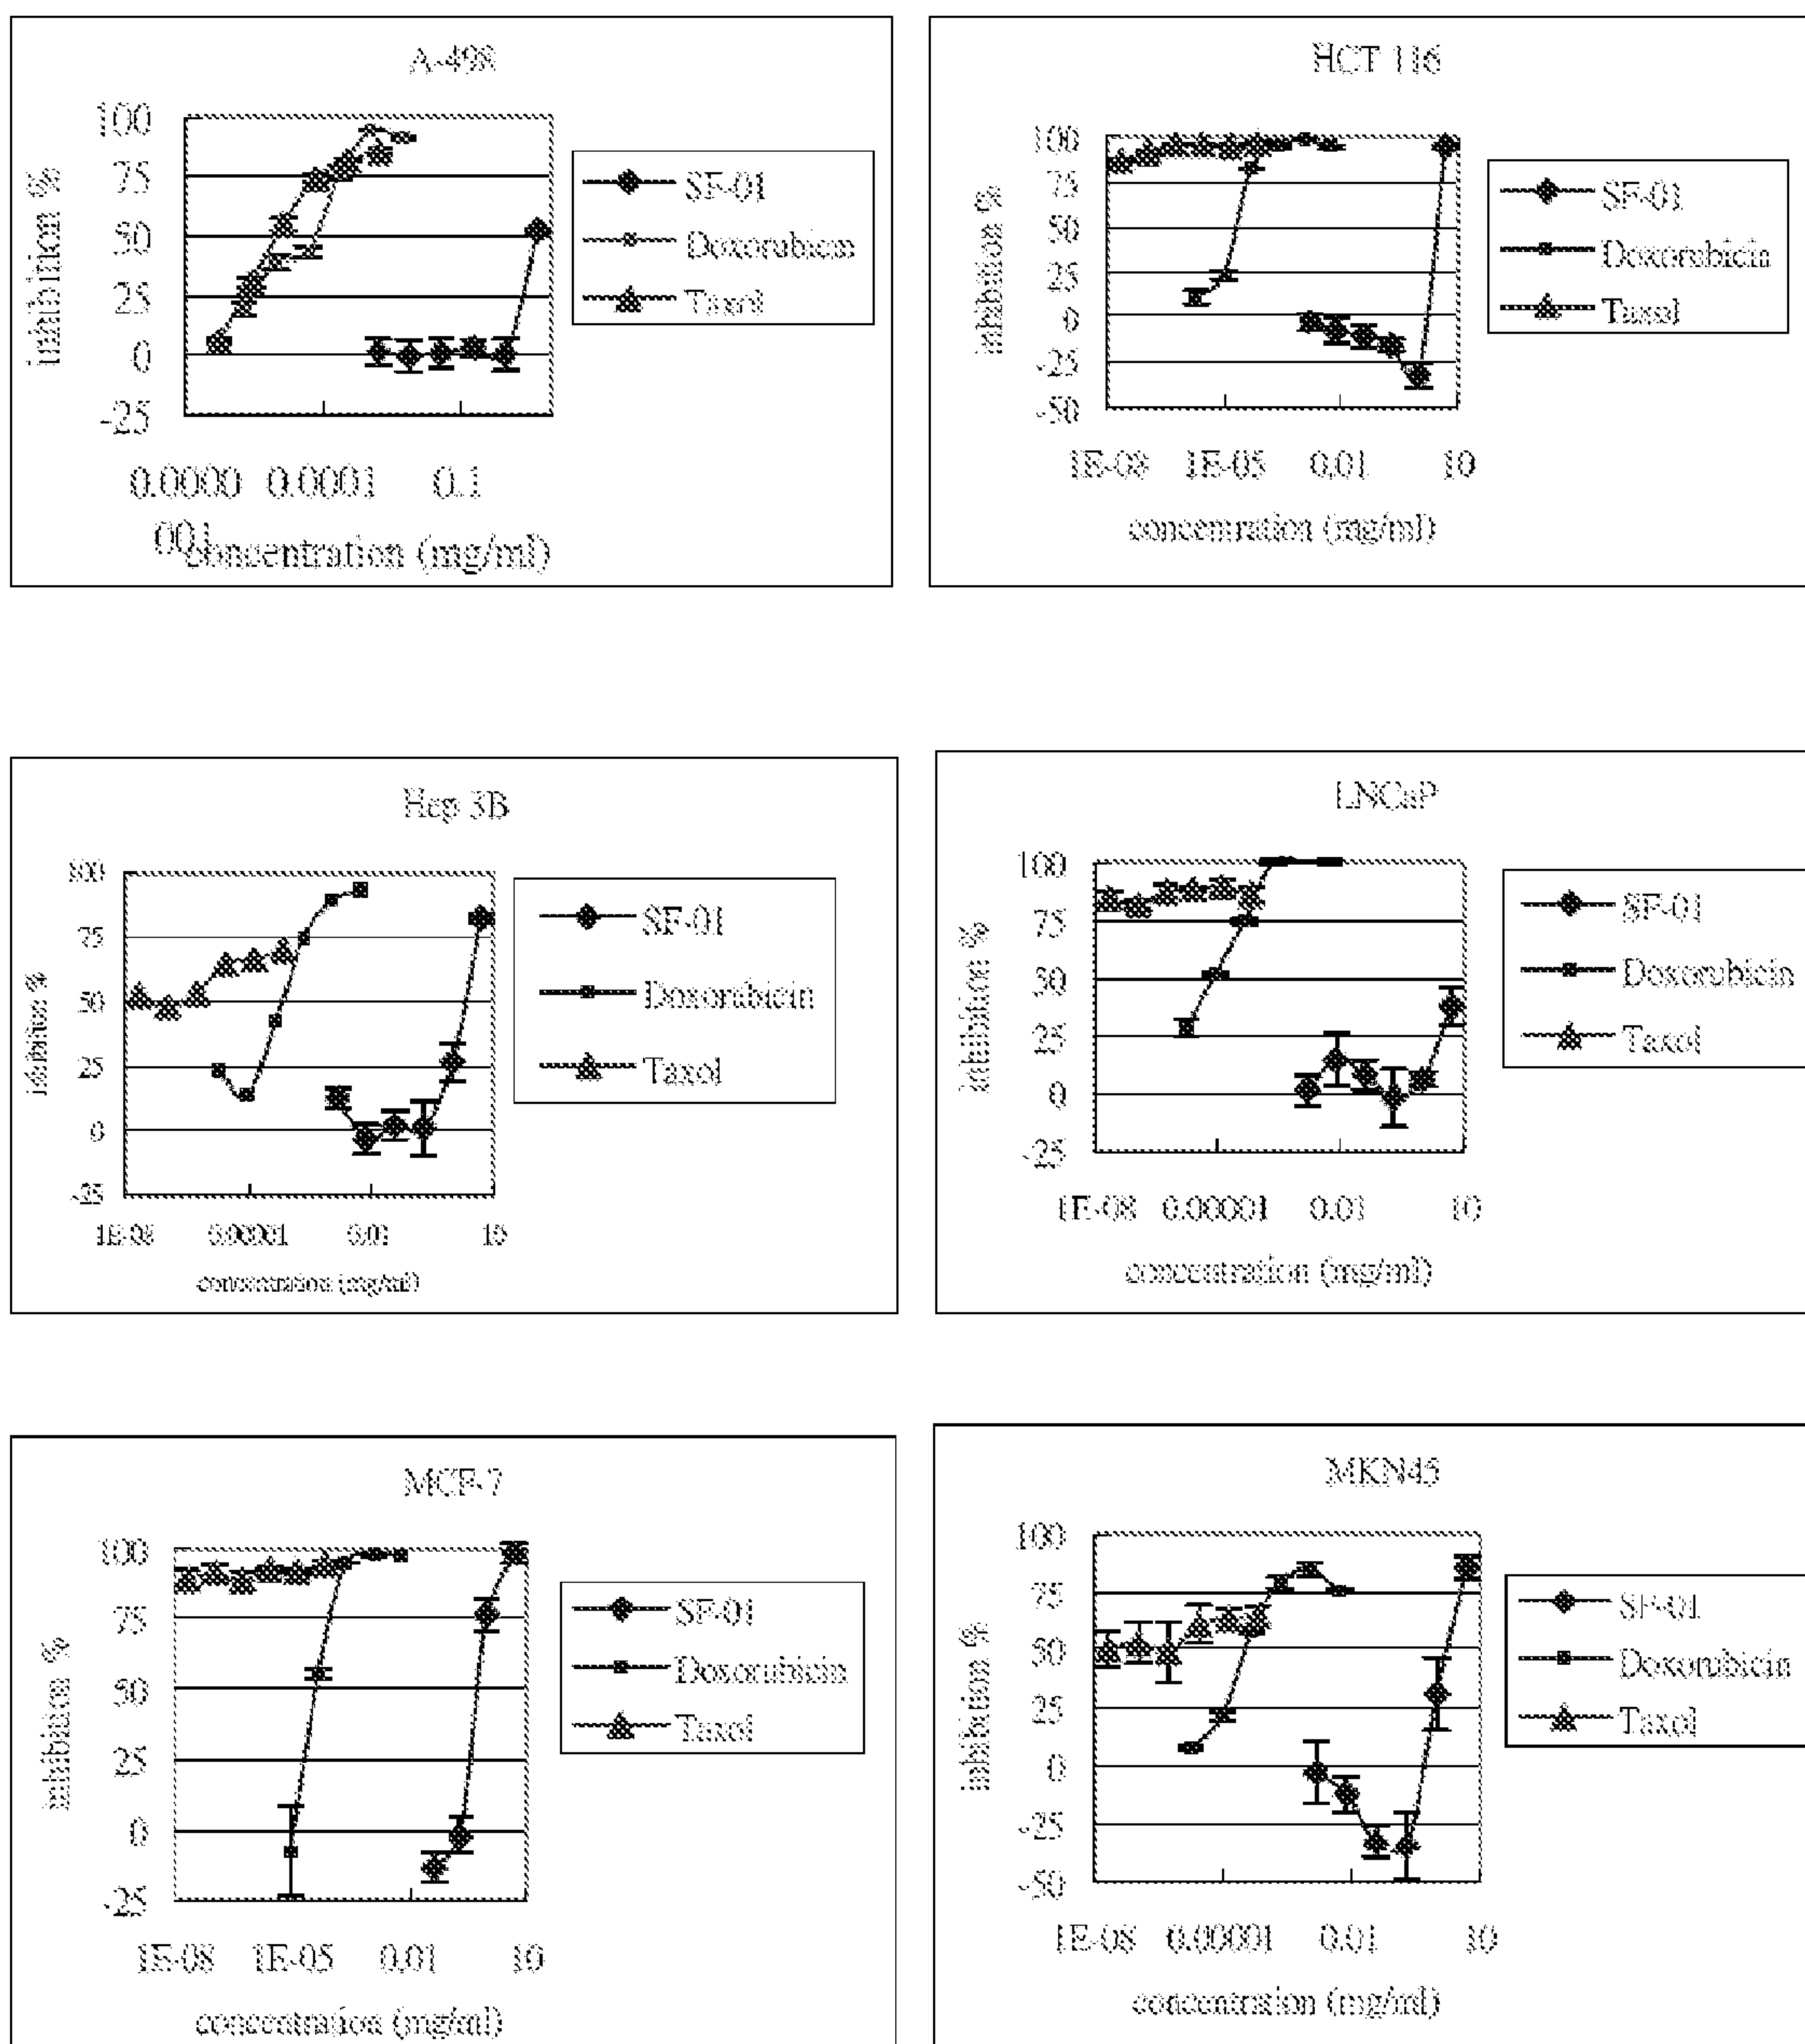 A-498
100
75
50
25
0
-25
inhibition %
0.0000 0.0001 0.1
001
concentration (mg/ml)
SF-01
Doxorubicin
Taxol
HCT 116
100
75
50
25
0
-25
-50
inhibition %
1E-08 1E-05 0.01 10
concentration (mg/ml)
SF-01
Doxorubicin
Taxol
Hep 3B
100
75
50
25
0
-25
inhibition %
1E-08 0.00001 0.01 10
concentration (mg/ml)
SF-01
Doxorubicin
Taxol
LNCaP
100
75
50
25
0
-25
inhibition %
1E-08 0.00001 0.01 10
concentration (mg/ml)
SF-01
Doxorubicin
Taxol
MCF-7
100
75
50
25
0
-25
inhibition %
1E-08 1E-05 0.01 10
concentration (mg/ml)
SF-01
Doxorubicin
Taxol
MKN45
100
75
50
25
0
-25
-50
inhibition %
1E-08 0.00001 0.01 10
concentration (mg/ml)
SF-01
Doxorubicin
Taxol